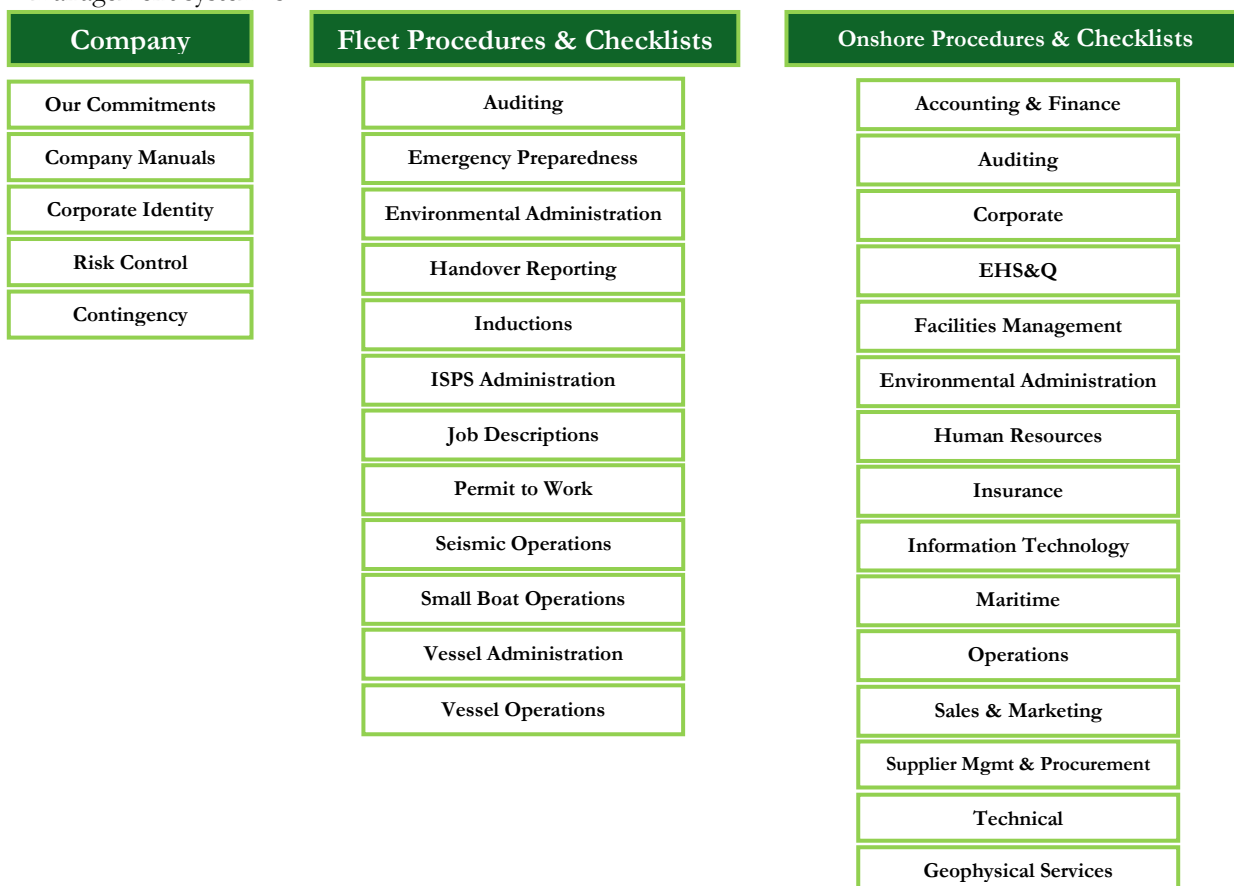 Company
Our Commitments
Company Manuals
Corporate Identity
Risk Control
Contingency
Fleet Procedures & Checklists
Auditing
Emergency Preparedness
Environmental Administration
Handover Reporting
Inductions
ISPS Administration
Job Descriptions
Permit to Work
Seismic Operations
Small Boat Operations
Vessel Administration
Vessel Operations
Onshore Procedures & Checklists
Accounting & Finance
Auditing
Corporate
EHS&Q
Facilities Management
Environmental Administration
Human Resources
Insurance
Information Technology
Maritime
Operations
Sales & Marketing
Supplier Mgmt & Procurement
Technical
Geophysical Services